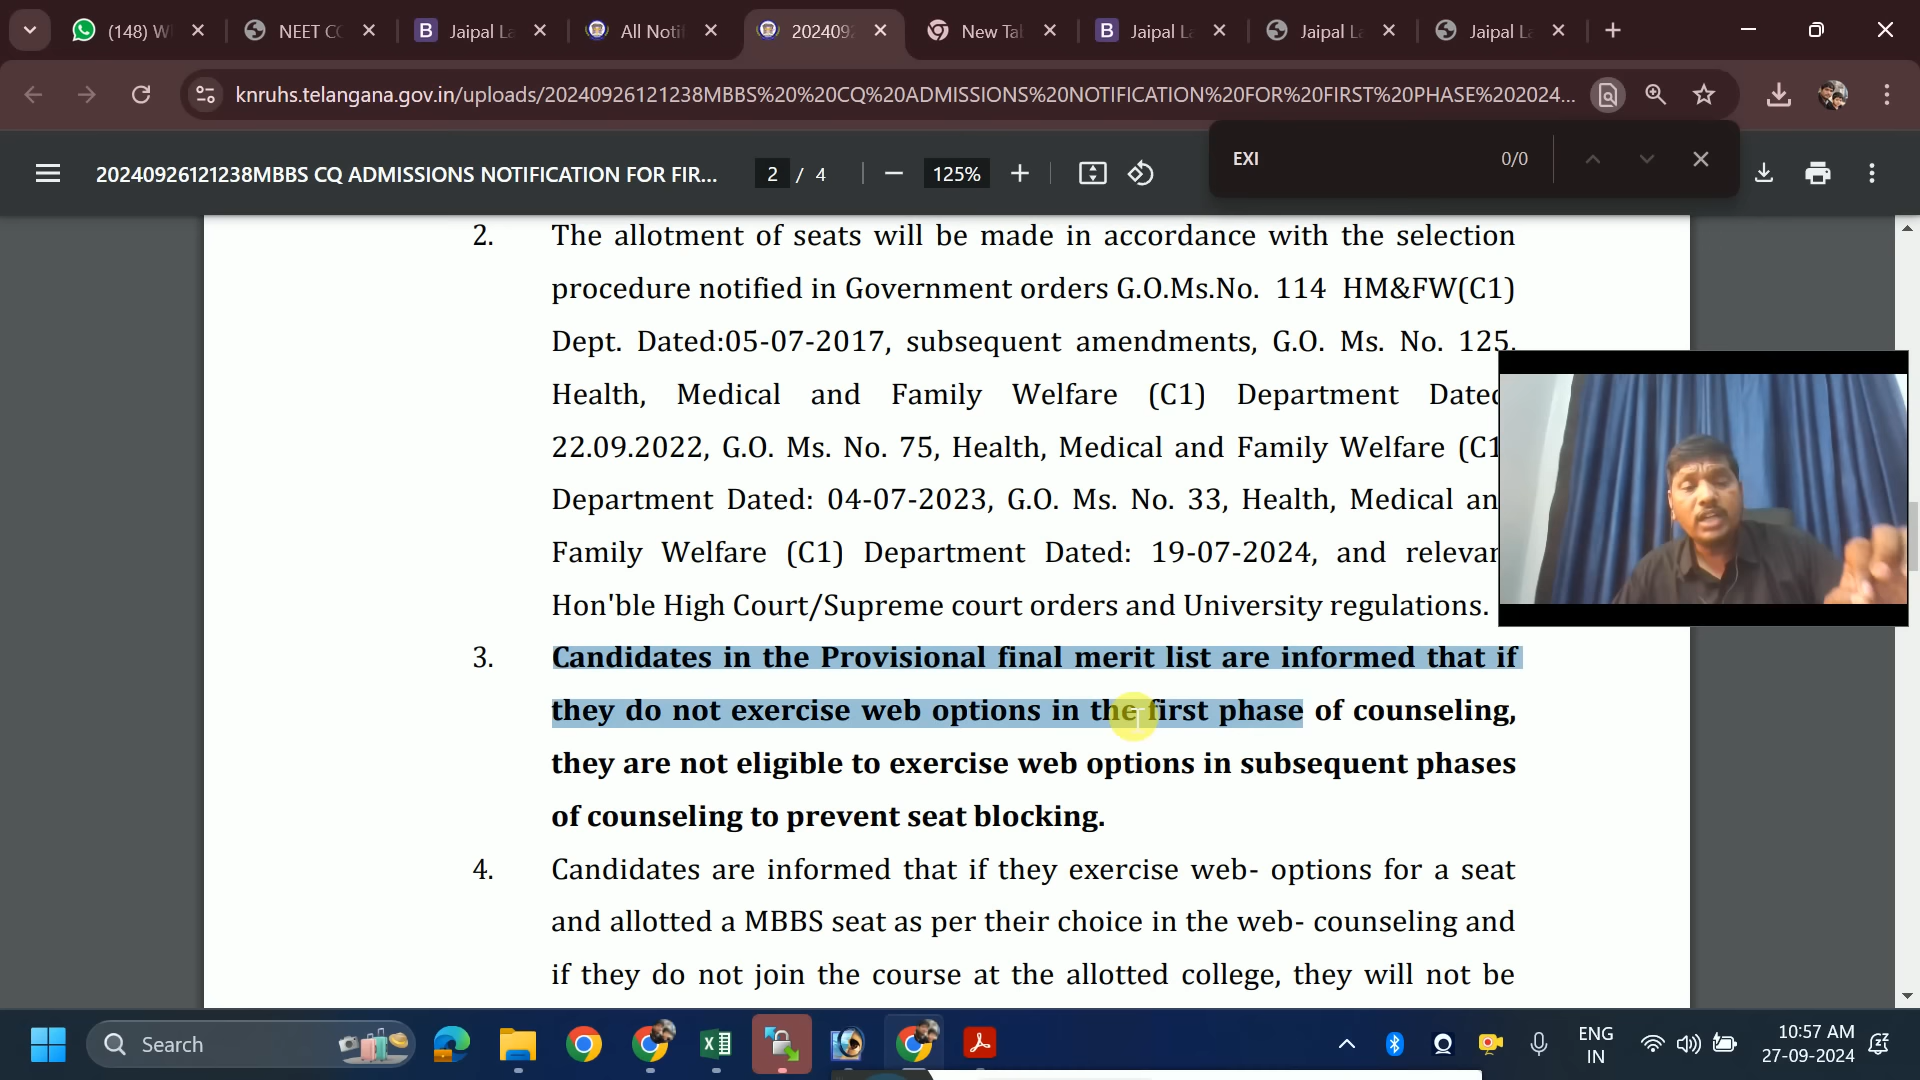 (148) W
NEET C
Jaipal La
All Noti
202409
New Tab
Jaipal La
Jaipal La
Jaipal La
knruhs.telangana.gov.in/uploads/20240926121238MBBS%20%20CQ%20ADMISSIONS%20NOTIFICATION%20FOR%20FIRST%20PHASE%202024...
EXI 0/0
20240926121238MBBS CQ ADMISSIONS NOTIFICATION FOR FIR... 2 / 4 125%
2. The allotment of seats will be made in accordance with the selection
procedure notified in Government orders G.O.Ms.No. 114 HM&FW(C1)
Dept. Dated:05-07-2017, subsequent amendments, G.O. Ms. No. 125,
Health, Medical and Family Welfare (C1) Department Dated
22.09.2022, G.O. Ms. No. 75, Health, Medical and Family Welfare (C1
Department Dated: 04-07-2023, G.O. Ms. No. 33, Health, Medical an
Family Welfare (C1) Department Dated: 19-07-2024, and relevan
Hon'ble High Court/Supreme court orders and University regulations.
3. Candidates in the Provisional final merit list are informed that if
they do not exercise web options in the first phase of counseling,
they are not eligible to exercise web options in subsequent phases
of counseling to prevent seat blocking.
4. Candidates are informed that if they exercise web- options for a seat
and allotted a MBBS seat as per their choice in the web- counseling and
if they do not join the course at the allotted college, they will not be
Search
ENG
IN
10:57 AM
27-09-2024